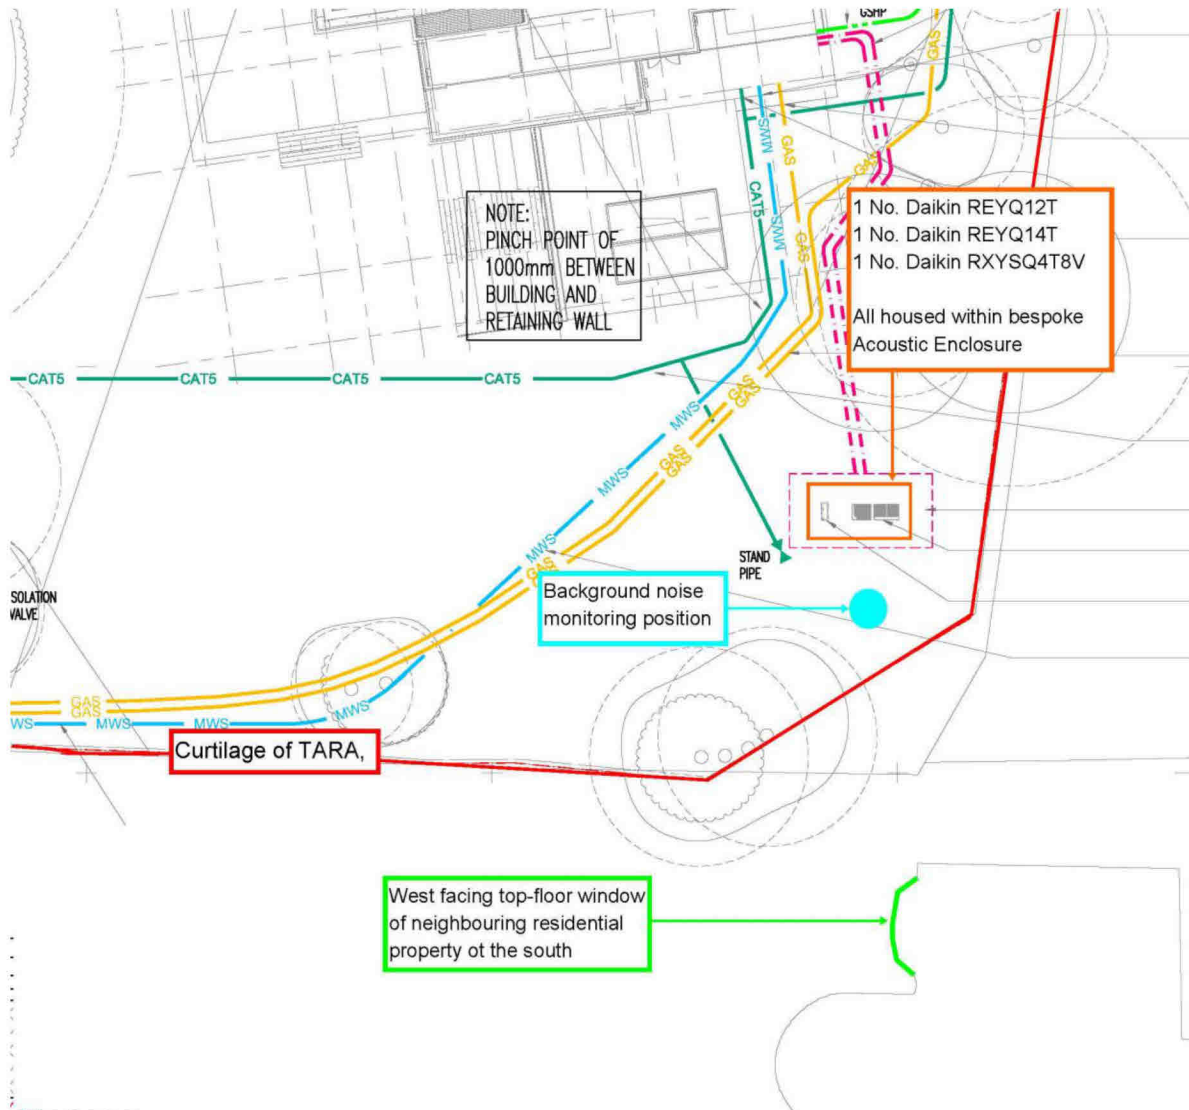 GSHP
GAS
SWM
GAS
CAT5
SWM
GAS
GAS
NOTE:
PINCH POINT OF
1000mm BETWEEN
BUILDING AND
RETAINING WALL
1 No. Daikin REYQ12T
1 No. Daikin REYQ14T
1 No. Daikin RXYSQ4T8V
All housed within bespoke
Acoustic Enclosure
CAT5
CAT5
CAT5
CAT5
MWS
GAS
GAS
GAS
GAS
MWS
MWS
GAS
STAND
PIPE
SOLATION
VALVE
Background noise
monitoring position
GAS
GAS
WS
MWS
MWS
MWS
Curtilage of TARA,
West facing top-floor window
of neighbouring residential
property ot the south